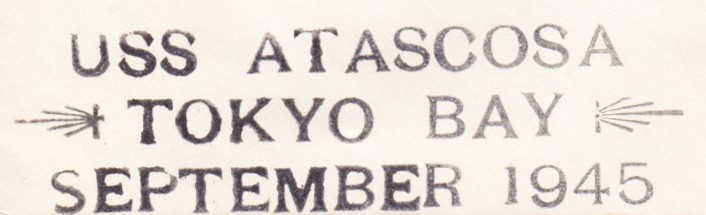 USS ATASCOSA
TOKYO BAY
SEPTEMBER 1945